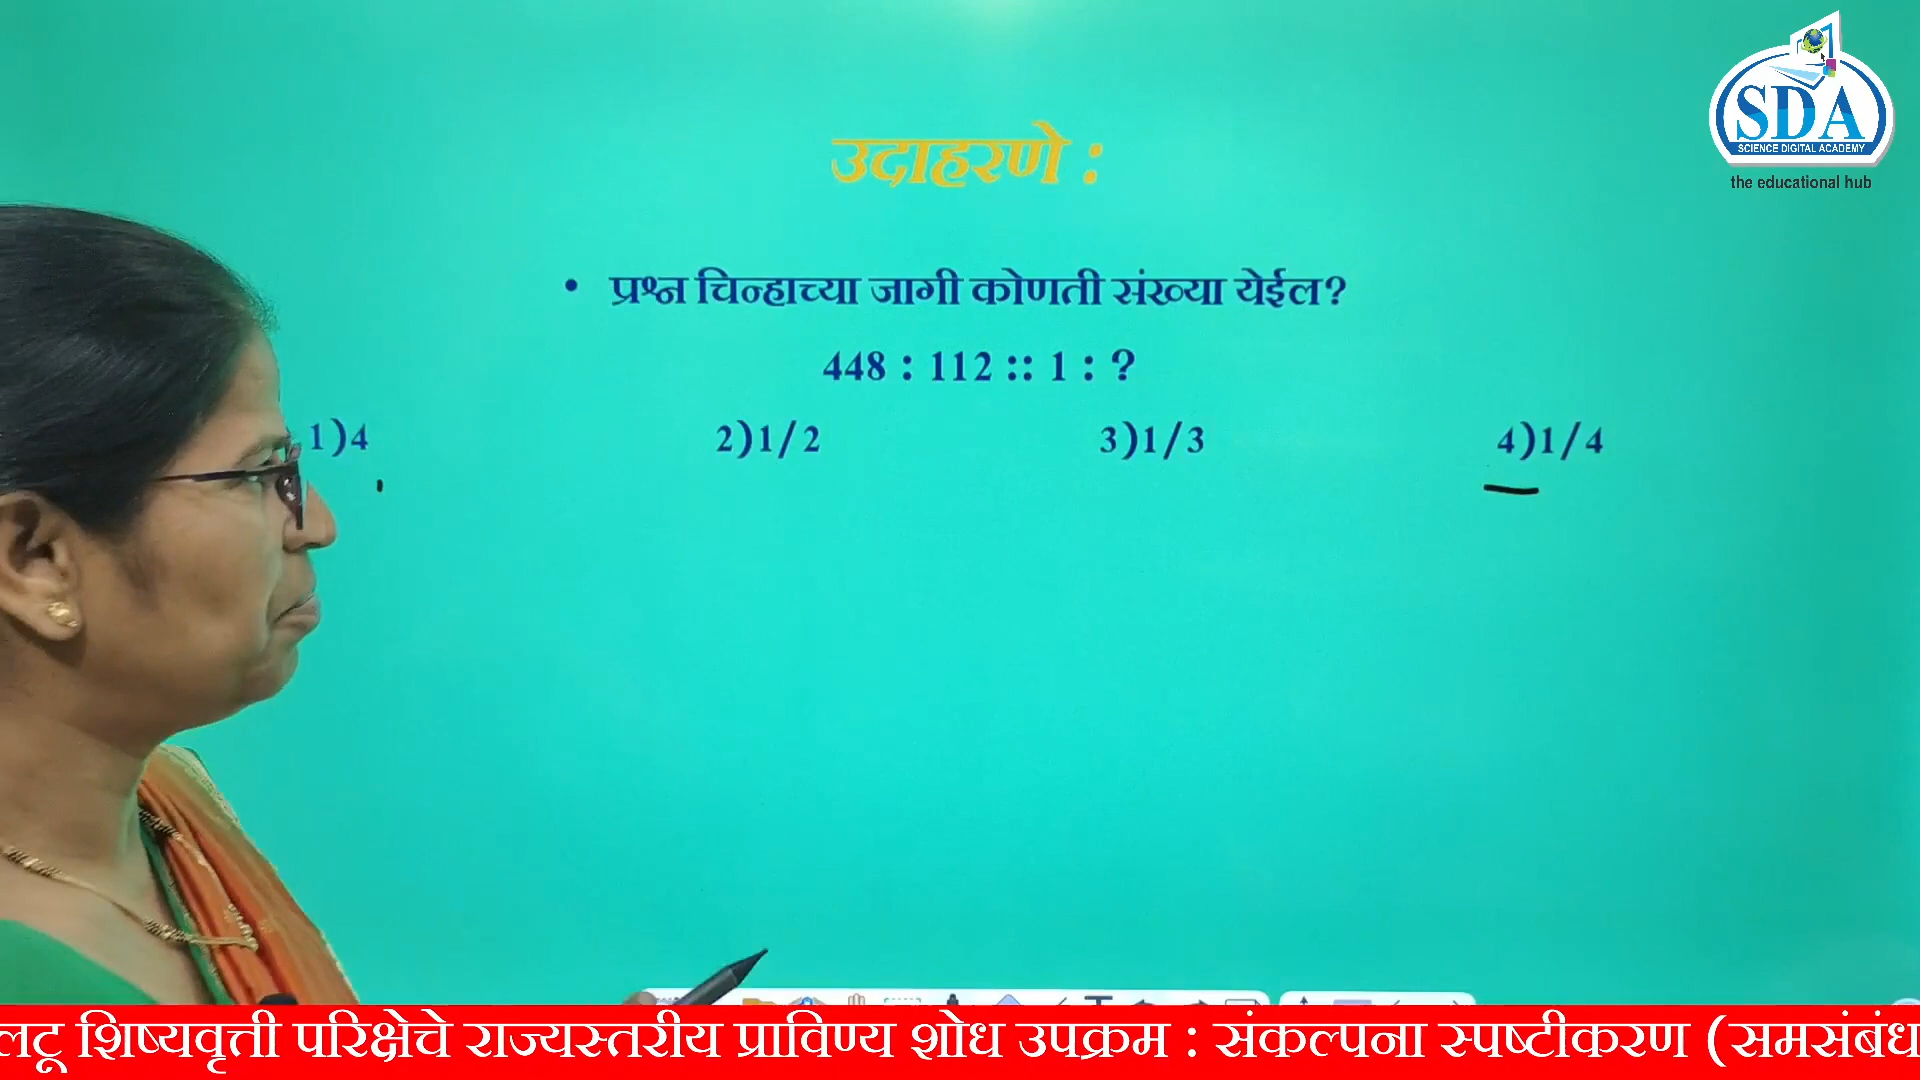 SDA
SCIENCE DIGITAL ACADEMY
the educational hub
उदाहरणे :
• प्रश्न चिन्हाच्या जागी कोणती संख्या येईल?
448 : 112 :: 1 : ?
1)4 2)1/2 3)1/3 4)1/4
शिष्यवृत्ती परिक्षेचे राज्यस्तरीय प्राविण्य शोध उपक्रम : संकल्पना स्पष्टीकरण (समसंबंध